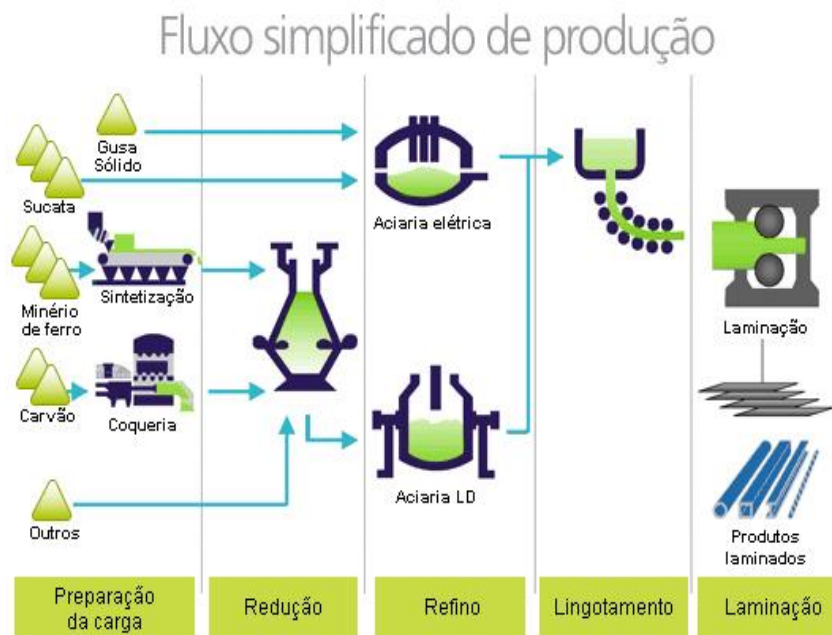 Fluxo simplificado de produção
Gusa
Sólido
Sucata
Aciaria elétrica
Minério
de ferro
Sintetização
Laminação
Carvão
Coqueria
Aciaria LD
Outros
Produtos
laminados
Preparação
da carga
Redução
Refino
Lingotamento
Laminação